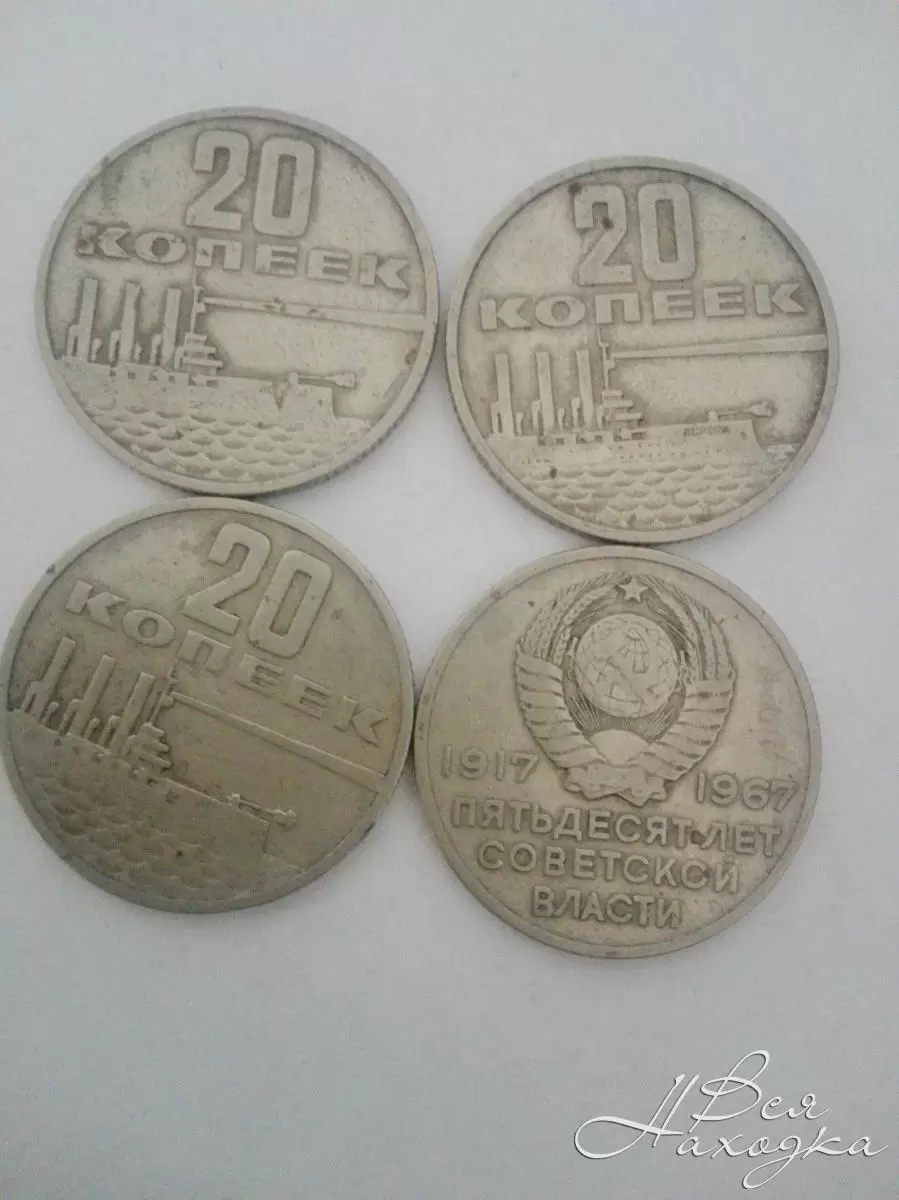 20
КОПЕЕК
20
КОПЕЕК
20
КОПЕЕК
1917 1967
ПЯТЬДЕСЯТ ЛЕТ
СОВЕТСКОЙ
ВЛАСТИ
Вся
Находка